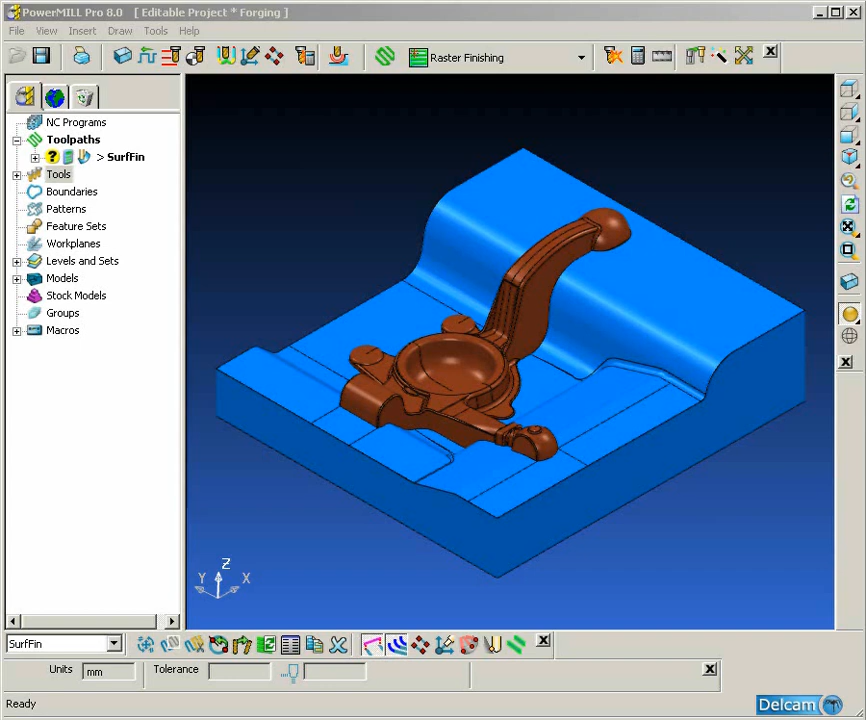 PowerMILL Pro 8.0 [ Editable Project * Forging ]
File View Insert Draw Tools Help
Raster Finishing
NC Programs
Toolpaths
> SurfFin
Tools
Boundaries
Patterns
Feature Sets
Workplanes
Levels and Sets
Models
Stock Models
Groups
Macros
Z
Y X
SurfFin
Units mm Tolerance
Ready
Delcam